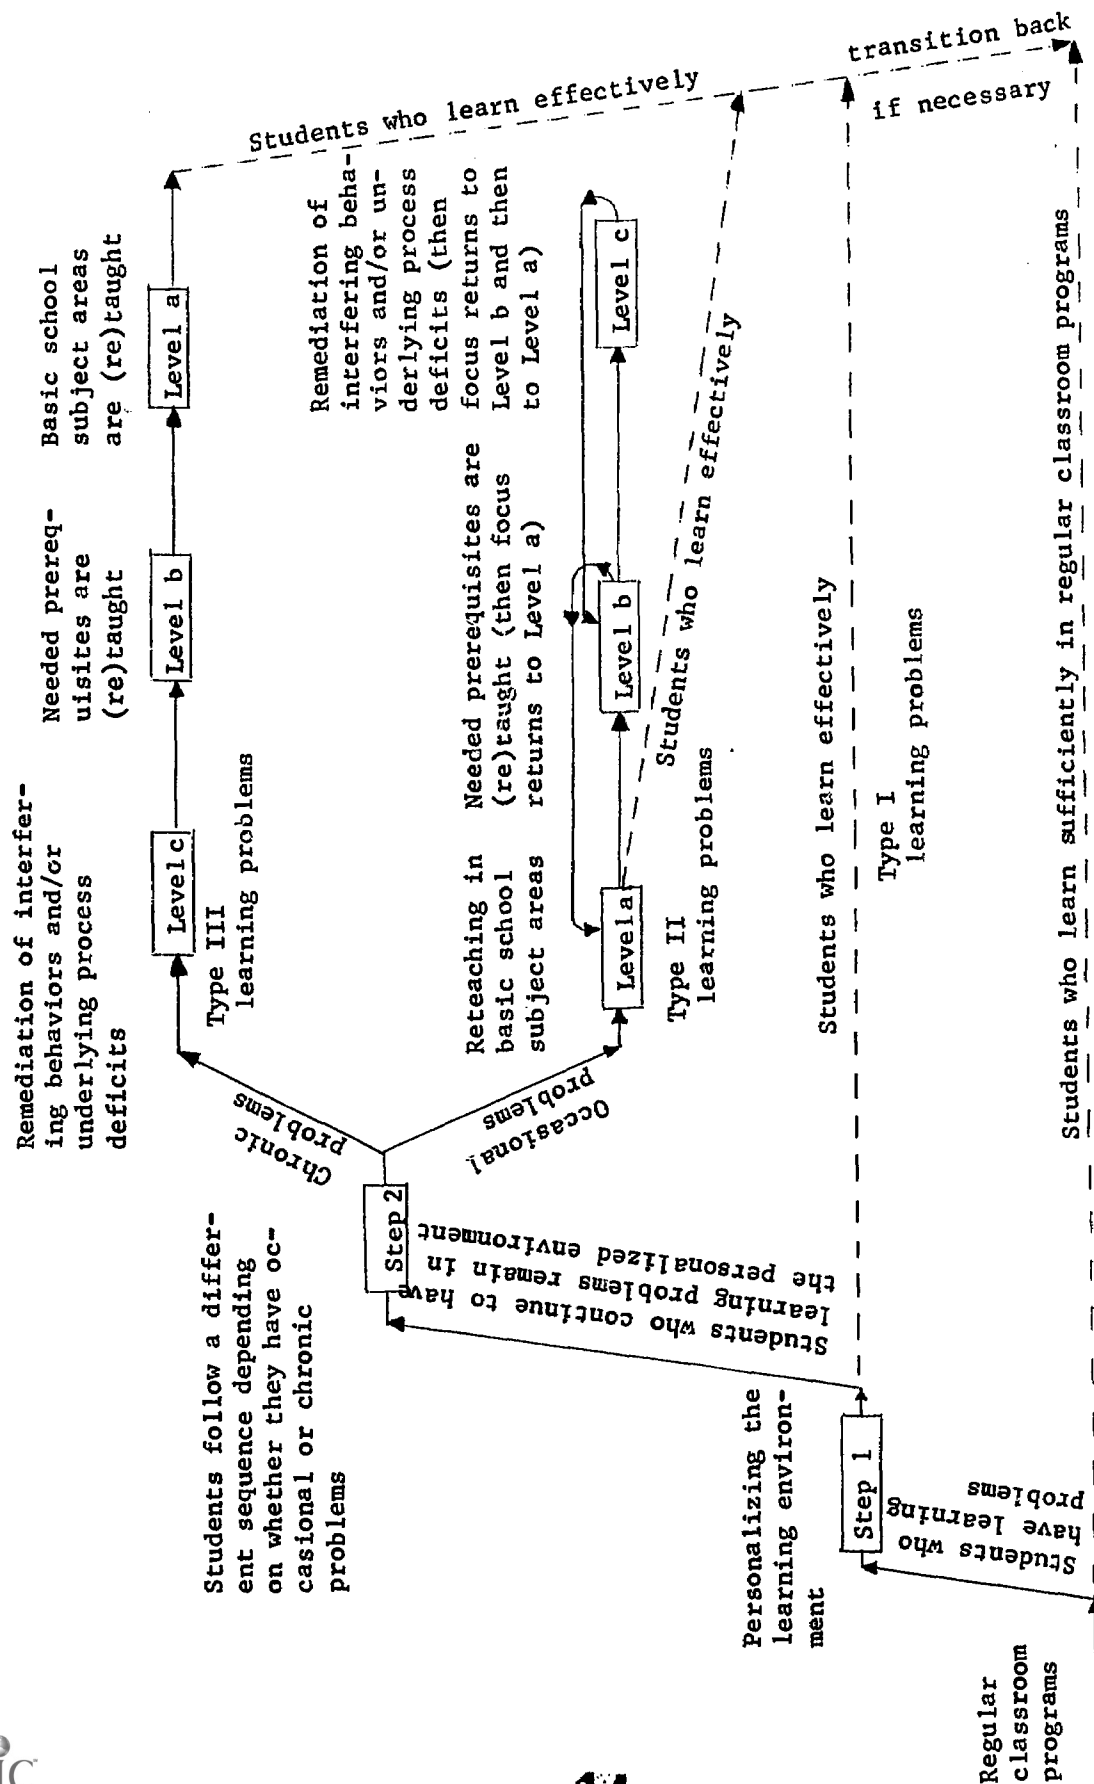 Remediation of interfer-
ing behaviors and/or
underlying process
deficits
Needed prereq-
uisites are
(re)taught
Basic school
subject areas
are (re)taught
Level c
Level b
Level a
Type III
learning problems
Students who learn effectively
transition back
if necessary
Chronic
problems
Occasional
problems
Students follow a differ-
ent sequence depending
on whether they have oc-
casional or chronic
problems
Step 2
Reteaching in
basic school
subject areas
Needed prerequisites are
(re)taught (then focus
returns to Level a)
Remediation of
interfering beha-
viors and/or un-
derlying process
deficits (then
focus returns to
Level b and then
to Level a)
Level a
Level b
Level c
Type II
learning problems
Students who learn effectively
Students who continue to have
learning problems remain in
the personalized environment
Personalizing the
learning environ-
ment
Step 1
Students who learn effectively
Type I
learning problems
Students who
have learning
problems
Regular
classroom
programs
Students who learn sufficiently in regular classroom programs